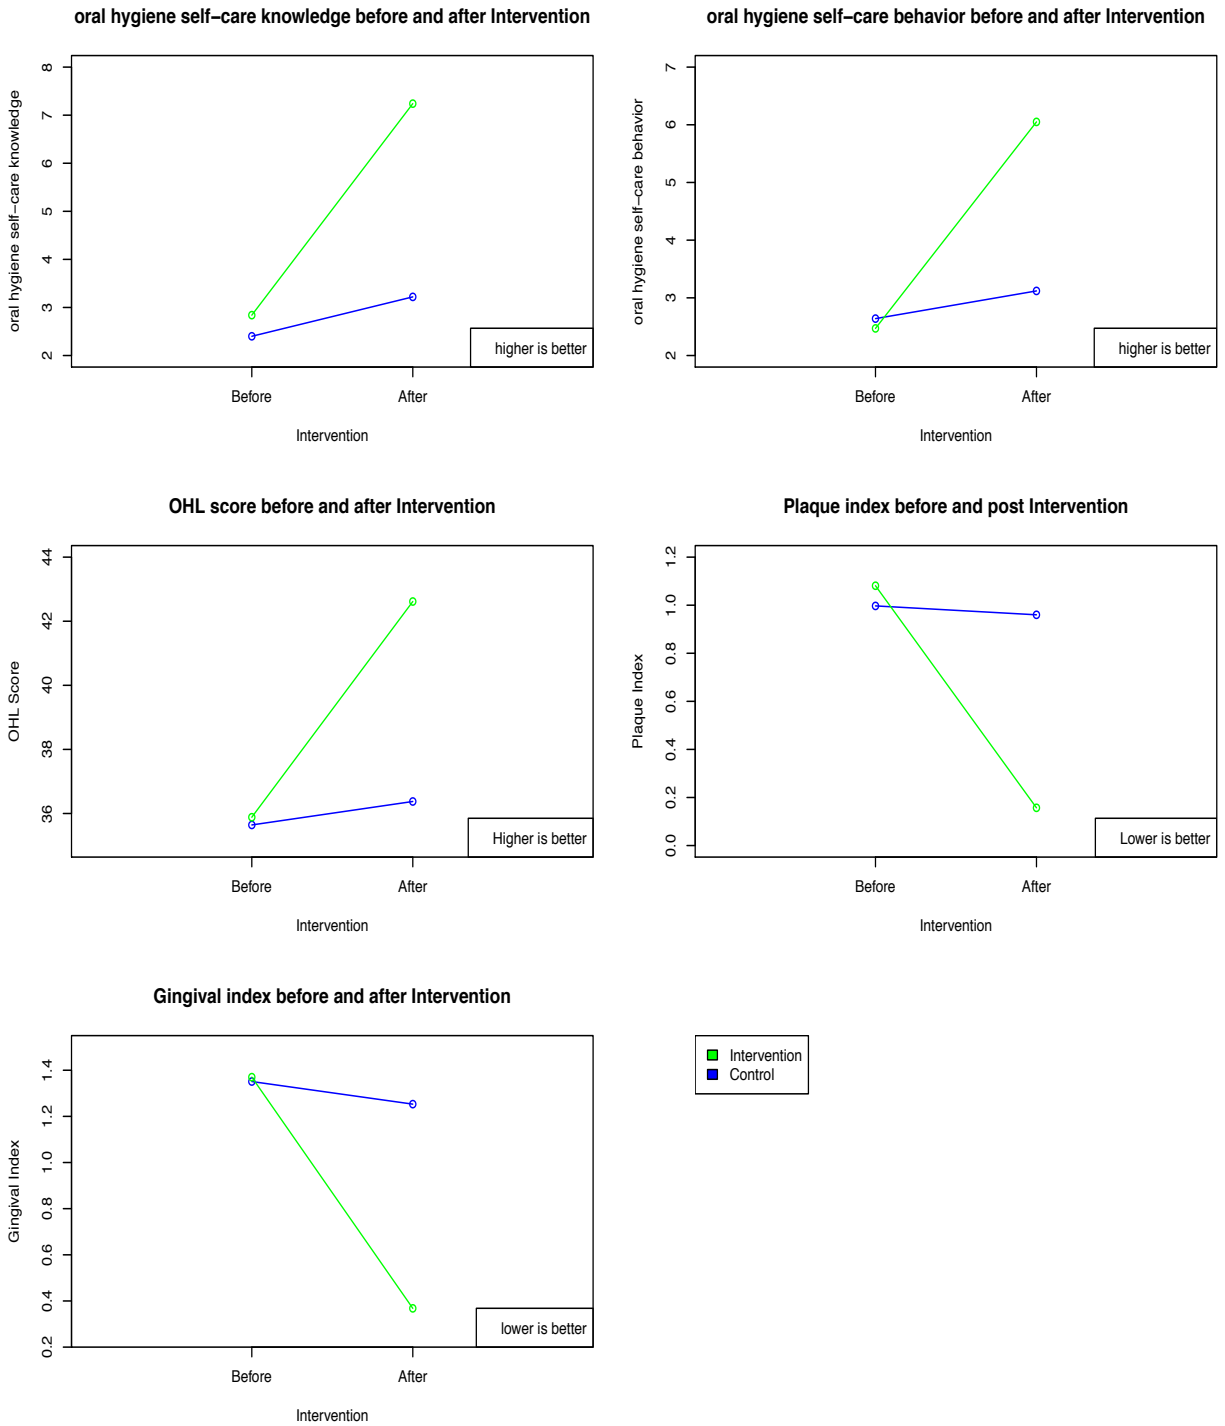 oral hygiene self−care knowledge before and after Intervention
oral hygiene self−care knowledge
8
7
6
5
4
3
2
higher is better
Before After
Intervention
oral hygiene self−care behavior before and after Intervention
oral hygiene self−care behavior
7
6
5
4
3
2
higher is better
Before After
Intervention
OHL score before and after Intervention
OHL Score
44
42
40
38
36
Higher is better
Before After
Intervention
Plaque index before and post Intervention
Plaque Index
1.2
1.0
0.8
0.6
0.4
0.2
0.0
Lower is better
Before After
Intervention
Gingival index before and after Intervention
Gingival Index
1.4
1.2
1.0
0.8
0.6
0.4
0.2
lower is better
Before After
Intervention
Intervention
Control